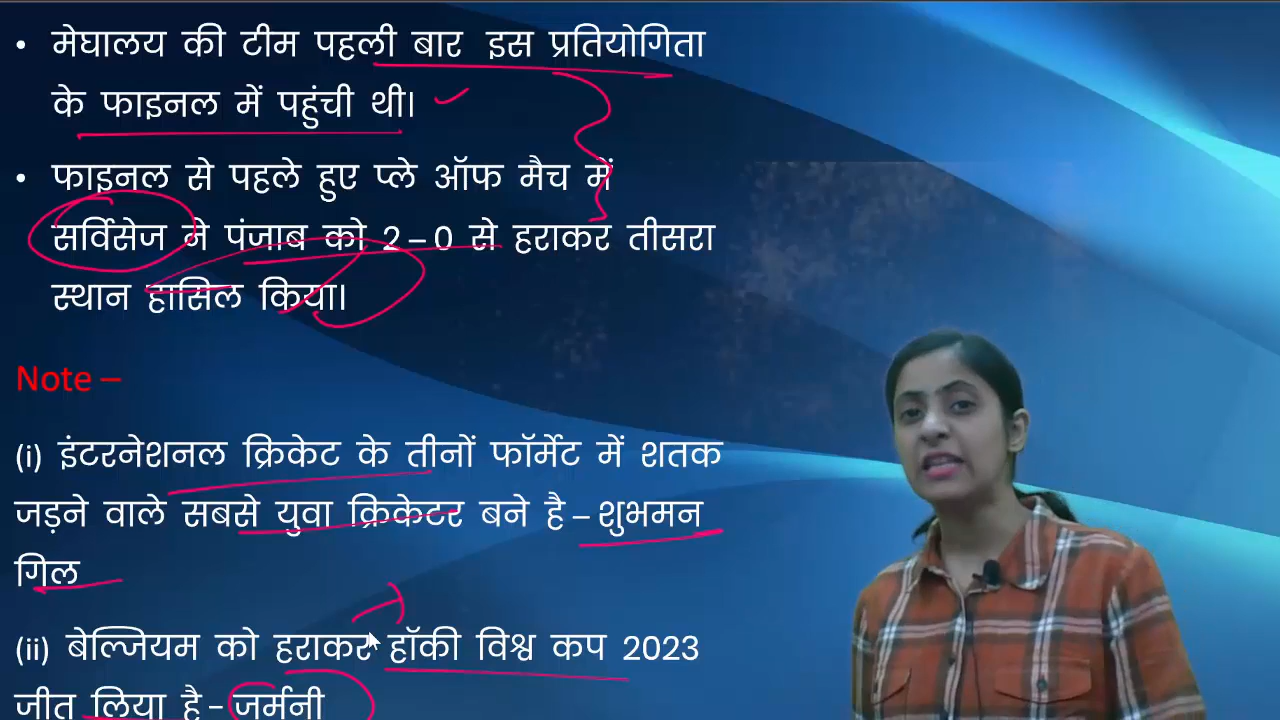 • मेघालय की टीम पहली बार इस प्रतियोगिता
के फाइनल में पहुंची थी।
• फाइनल से पहले हुए प्ले ऑफ मैच में
सर्विसेज ने पंजाब को 2–0 से हराकर तीसरा
स्थान हासिल किया।
Note –
(i) इंटरनेशनल क्रिकेट के तीनों फॉर्मेट में शतक
जड़ने वाले सबसे युवा क्रिकेटर बने है – शुभमन
गिल
(ii) बेल्जियम को हराकर हॉकी विश्व कप 2023
जीत लिया है – जर्मनी